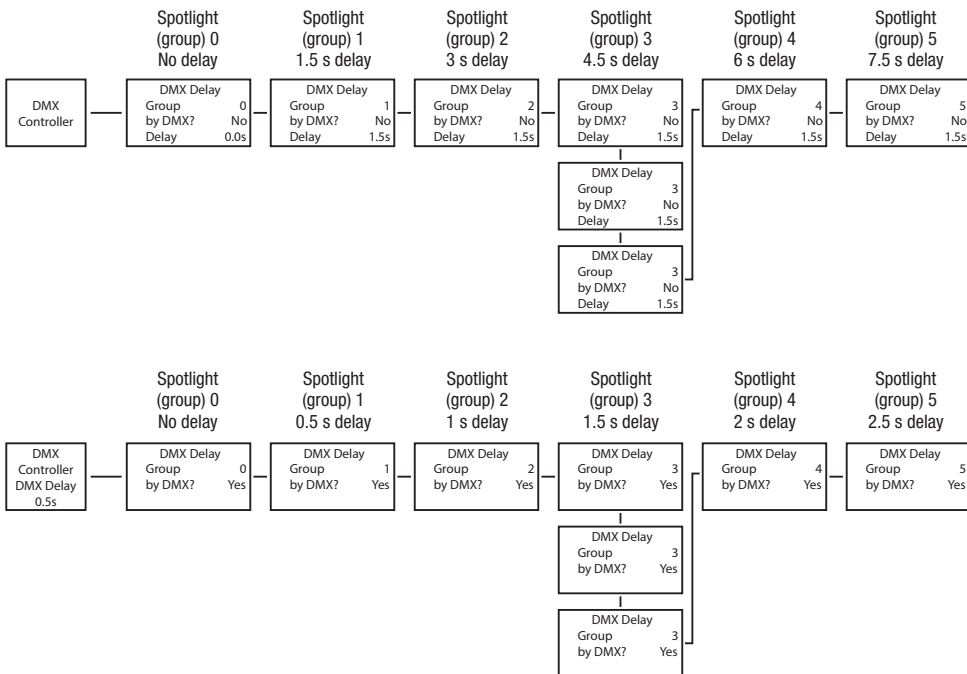 Spotlight
(group) 0
No delay
Spotlight
(group) 1
1.5 s delay
Spotlight
(group) 2
3 s delay
Spotlight
(group) 3
4.5 s delay
Spotlight
(group) 4
6 s delay
Spotlight
(group) 5
7.5 s delay
DMX
Controller
DMX Delay
Group 0
by DMX? No
Delay 0.0s
DMX Delay
Group 1
by DMX? No
Delay 1.5s
DMX Delay
Group 2
by DMX? No
Delay 1.5s
DMX Delay
Group 3
by DMX? No
Delay 1.5s
DMX Delay
Group 3
by DMX? No
Delay 1.5s
DMX Delay
Group 3
by DMX? No
Delay 1.5s
DMX Delay
Group 4
by DMX? No
Delay 1.5s
DMX Delay
Group 5
by DMX? No
Delay 1.5s
Spotlight
(group) 0
No delay
Spotlight
(group) 1
0.5 s delay
Spotlight
(group) 2
1 s delay
Spotlight
(group) 3
1.5 s delay
Spotlight
(group) 4
2 s delay
Spotlight
(group) 5
2.5 s delay
DMX
Controller
DMX Delay
0.5s
DMX Delay
Group 0
by DMX? Yes
DMX Delay
Group 1
by DMX? Yes
DMX Delay
Group 2
by DMX? Yes
DMX Delay
Group 3
by DMX? Yes
DMX Delay
Group 3
by DMX? Yes
DMX Delay
Group 3
by DMX? Yes
DMX Delay
Group 4
by DMX? Yes
DMX Delay
Group 5
by DMX? Yes